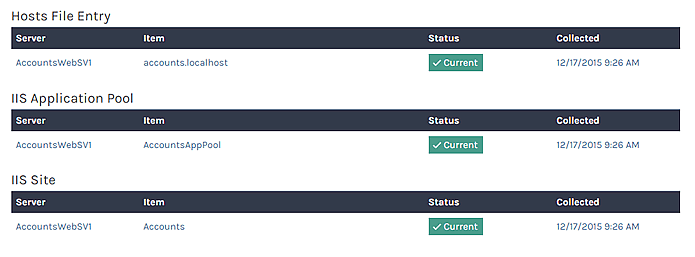 Hosts File Entry
Server Item Status Collected
AccountsWebSV1 accounts.localhost ✓ Current 12/17/2015 9:26 AM
IIS Application Pool
Server Item Status Collected
AccountsWebSV1 AccountsAppPool ✓ Current 12/17/2015 9:26 AM
IIS Site
Server Item Status Collected
AccountsWebSV1 Accounts ✓ Current 12/17/2015 9:26 AM